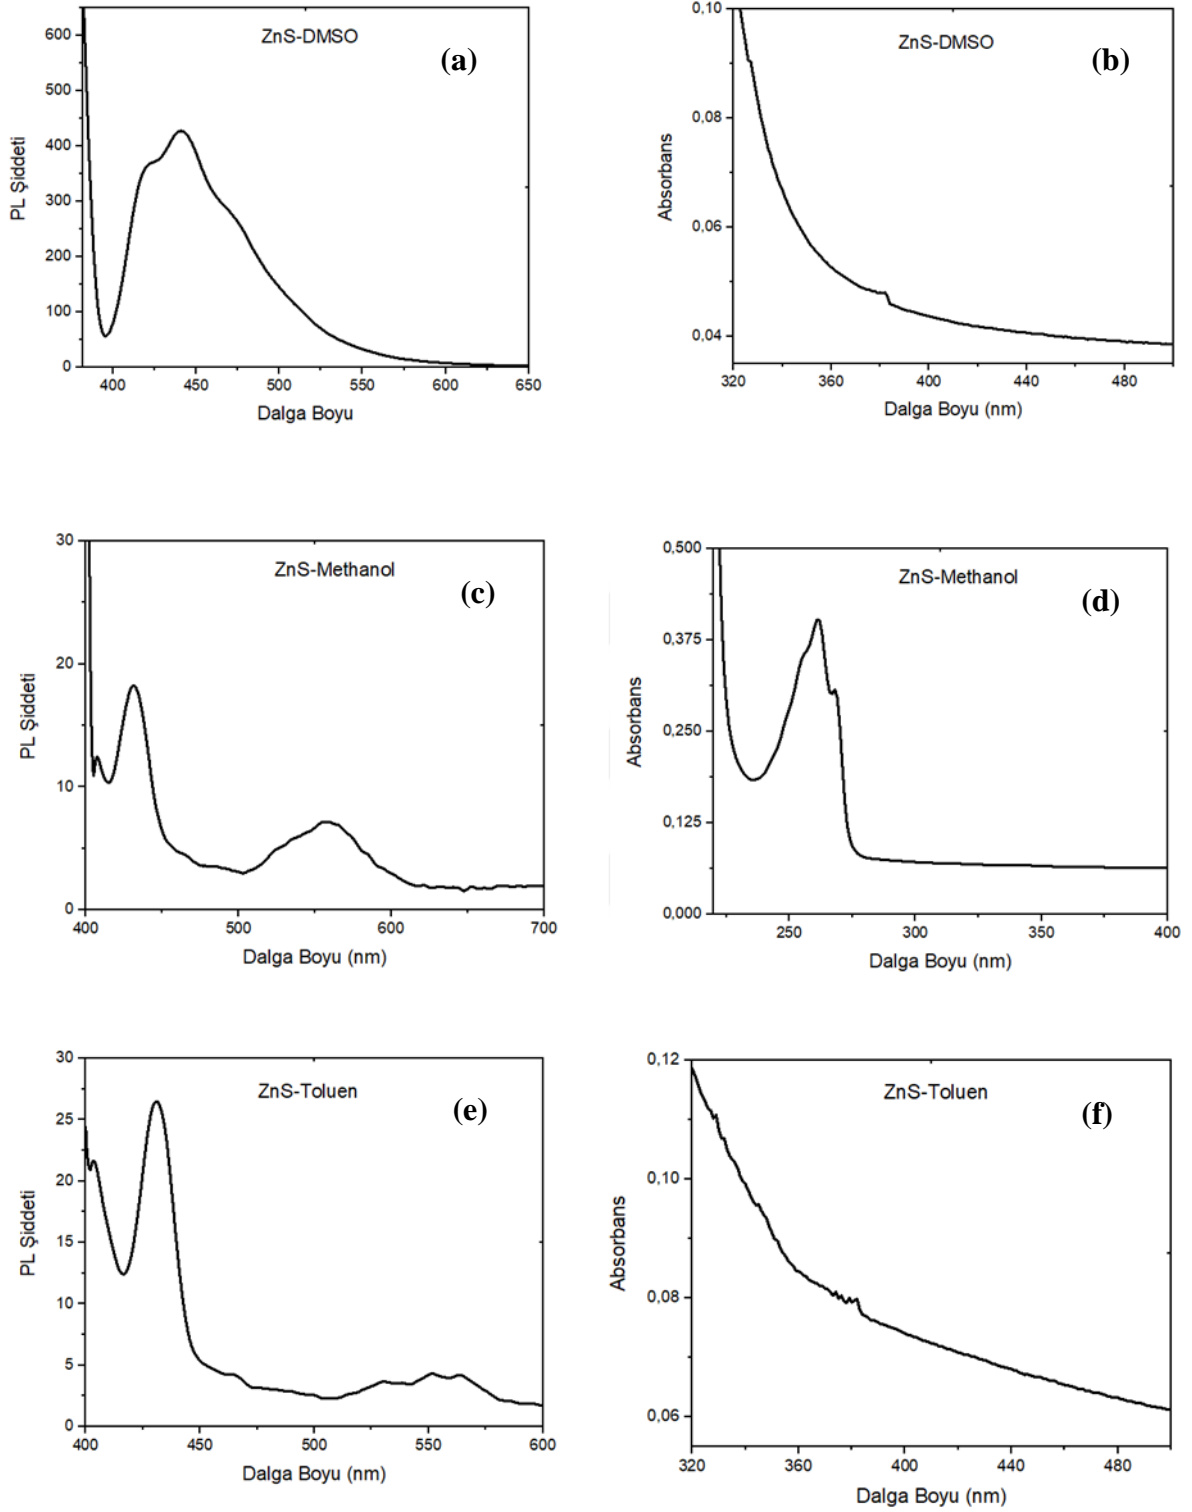 ZnS-DMSO
(a)
PL Şiddeti
600
500
400
300
200
100
0
400
450
500
550
600
650
Dalga Boyu
ZnS-DMSO
(b)
Absorbans
0,10
0,08
0,06
0,04
320
360
400
440
480
Dalga Boyu (nm)
ZnS-Methanol
(c)
PL Şiddeti
30
20
10
0
400
500
600
700
Dalga Boyu (nm)
ZnS-Methanol
(d)
Absorbans
0,500
0,375
0,250
0,125
0,000
250
300
350
400
Dalga Boyu (nm)
ZnS-Toluen
(e)
PL Şiddeti
30
25
20
15
10
5
0
400
450
500
550
600
Dalga Boyu (nm)
ZnS-Toluen
(f)
Absorbans
0,12
0,10
0,08
0,06
320
360
400
440
480
Dalga Boyu (nm)